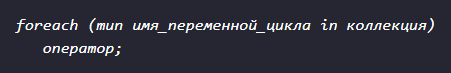 foreach (тип имя_переменной_цикла in коллекция)
оператор;